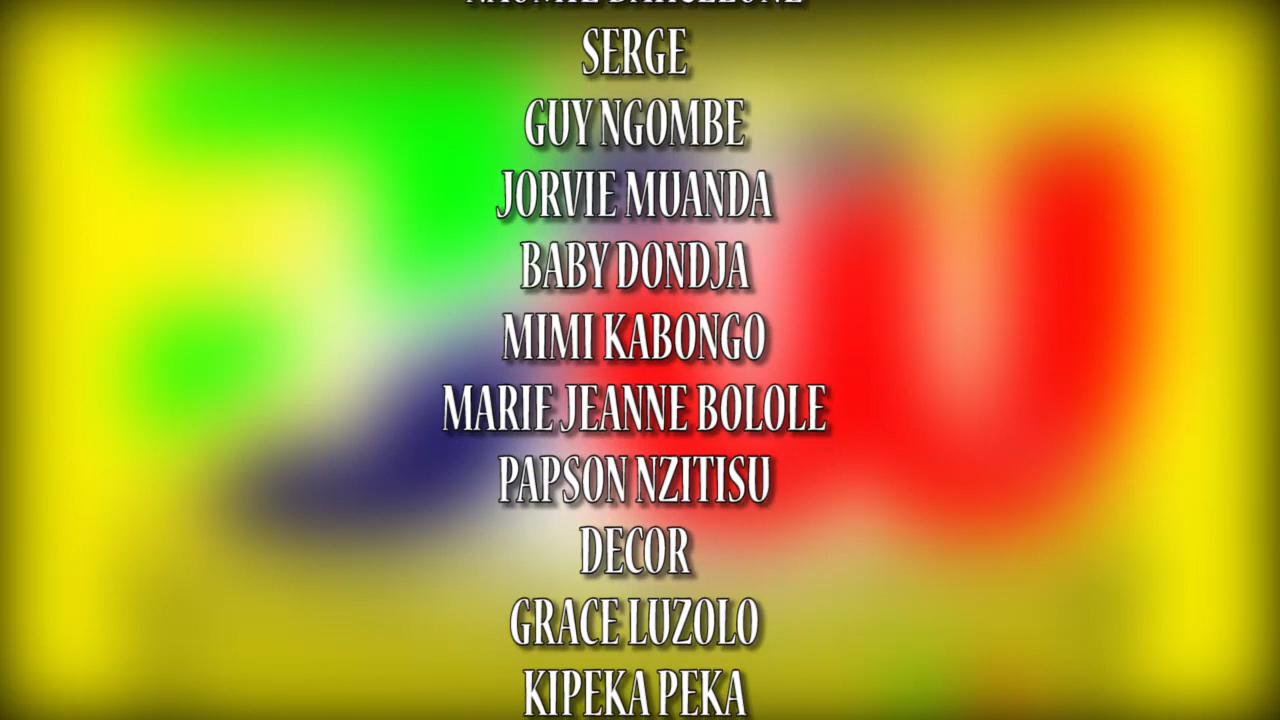 SERGE
GUY NGOMBE
JORVIE MUANDA
BABY DONDJA
MIMI KABONGO
MARIE JEANNE BOLOLE
PAPSON NZITISU
DECOR
GRACE LUZOLO
KIPEKA PEKA